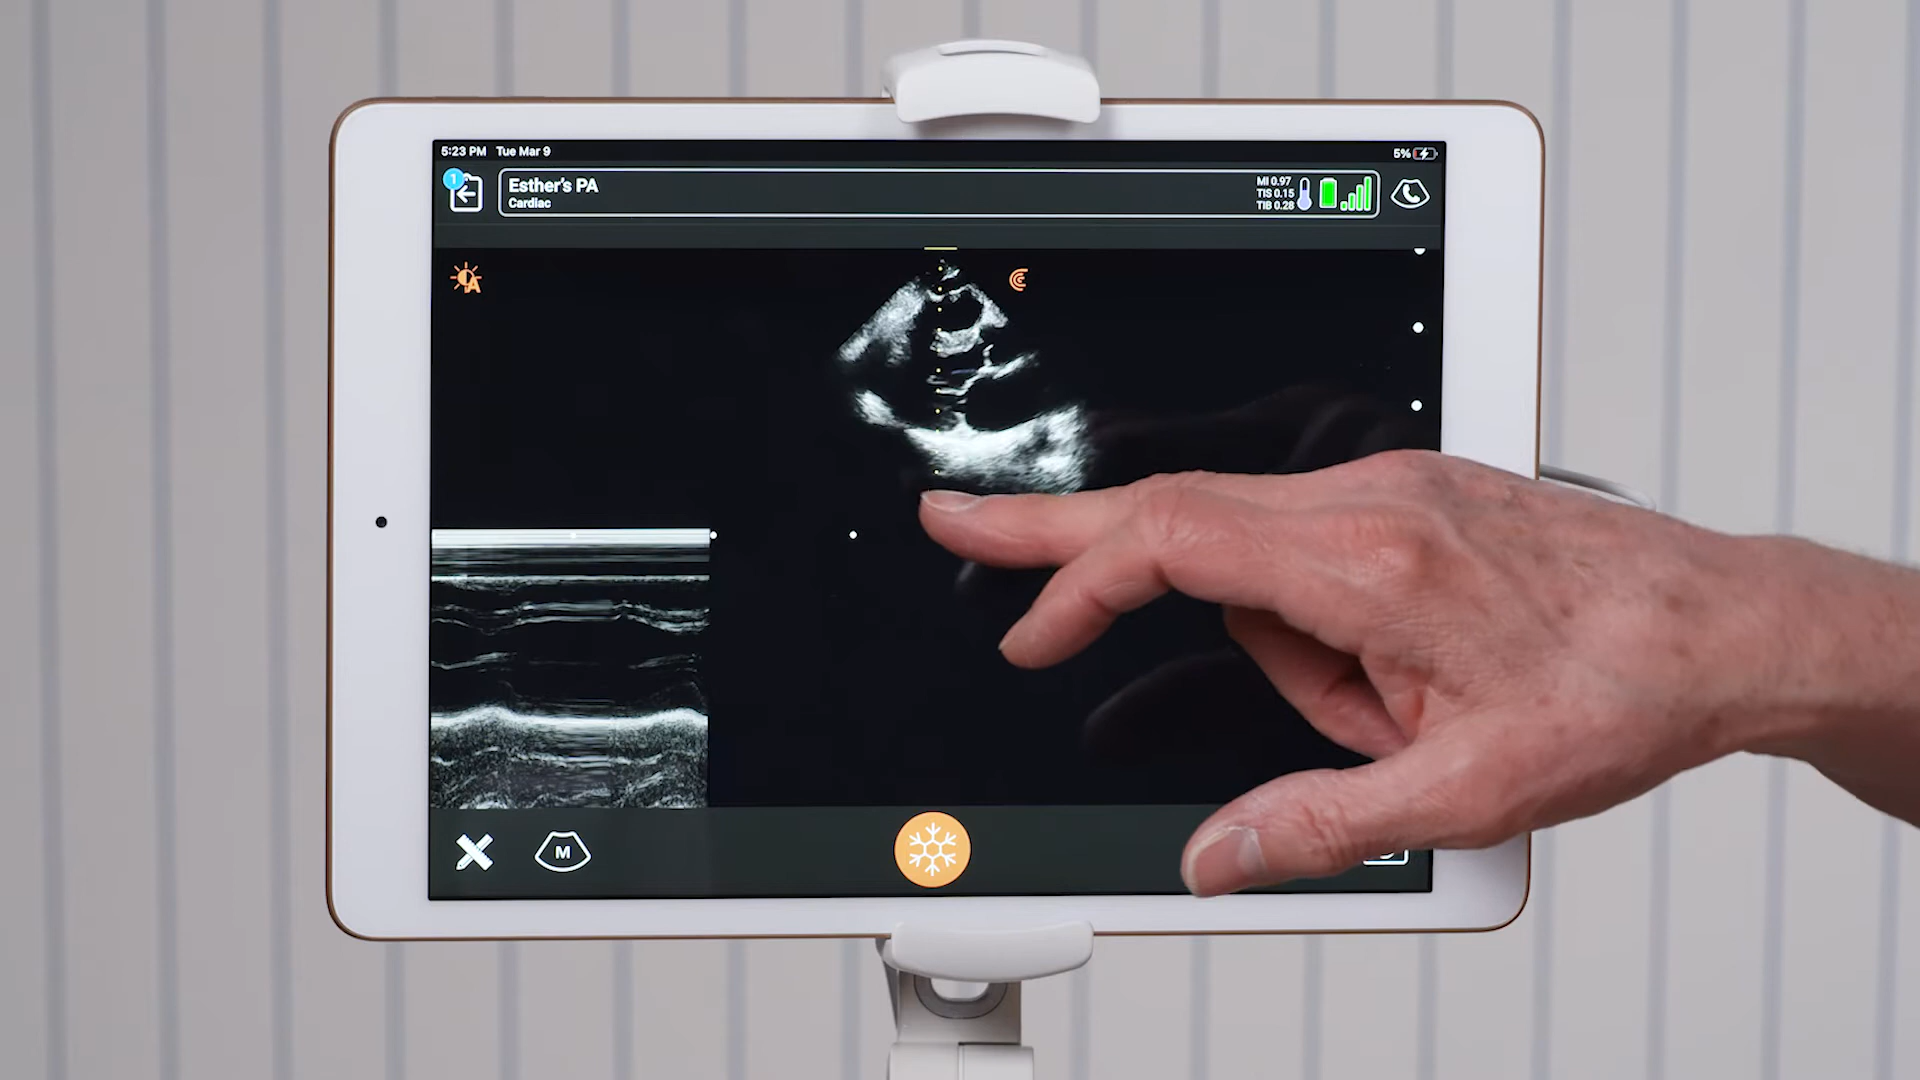 5:23 PM Tue Mar 9
5%
1
Esther's PA
Cardiac
MI 0.97
TIS 0.15
TIB 0.28
A
M